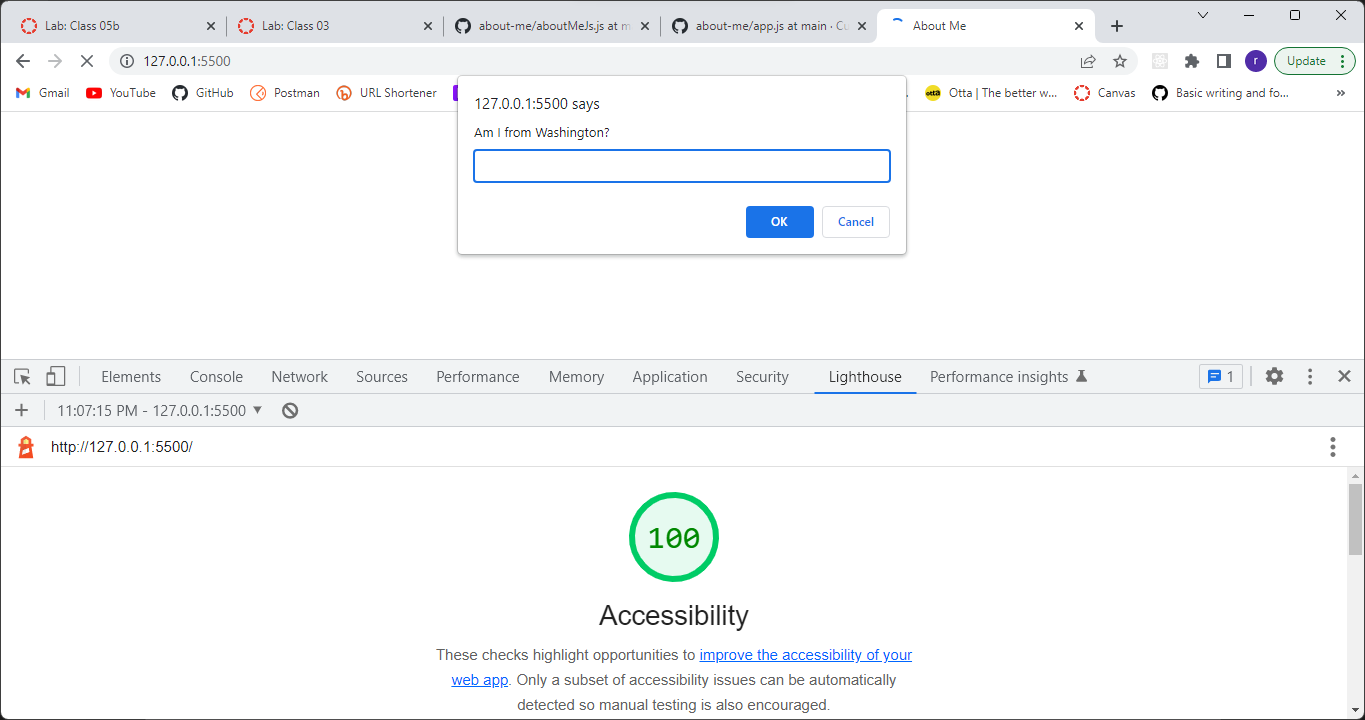 Lab: Class 05b
Lab: Class 03
about-me/aboutMeJs.js at m
about-me/app.js at main · Cu
About Me
127.0.0.1:5500
r
Update
Gmail
YouTube
GitHub
Postman
URL Shortener
otta
Otta | The better w...
Canvas
Basic writing and fo...
»
127.0.0.1:5500 says
Am I from Washington?
OK
Cancel
Elements
Console
Network
Sources
Performance
Memory
Application
Security
Lighthouse
Performance insights
1
11:07:15 PM - 127.0.0.1:5500
http://127.0.0.1:5500/
100
Accessibility
These checks highlight opportunities to improve the accessibility of your
web app. Only a subset of accessibility issues can be automatically
detected so manual testing is also encouraged.